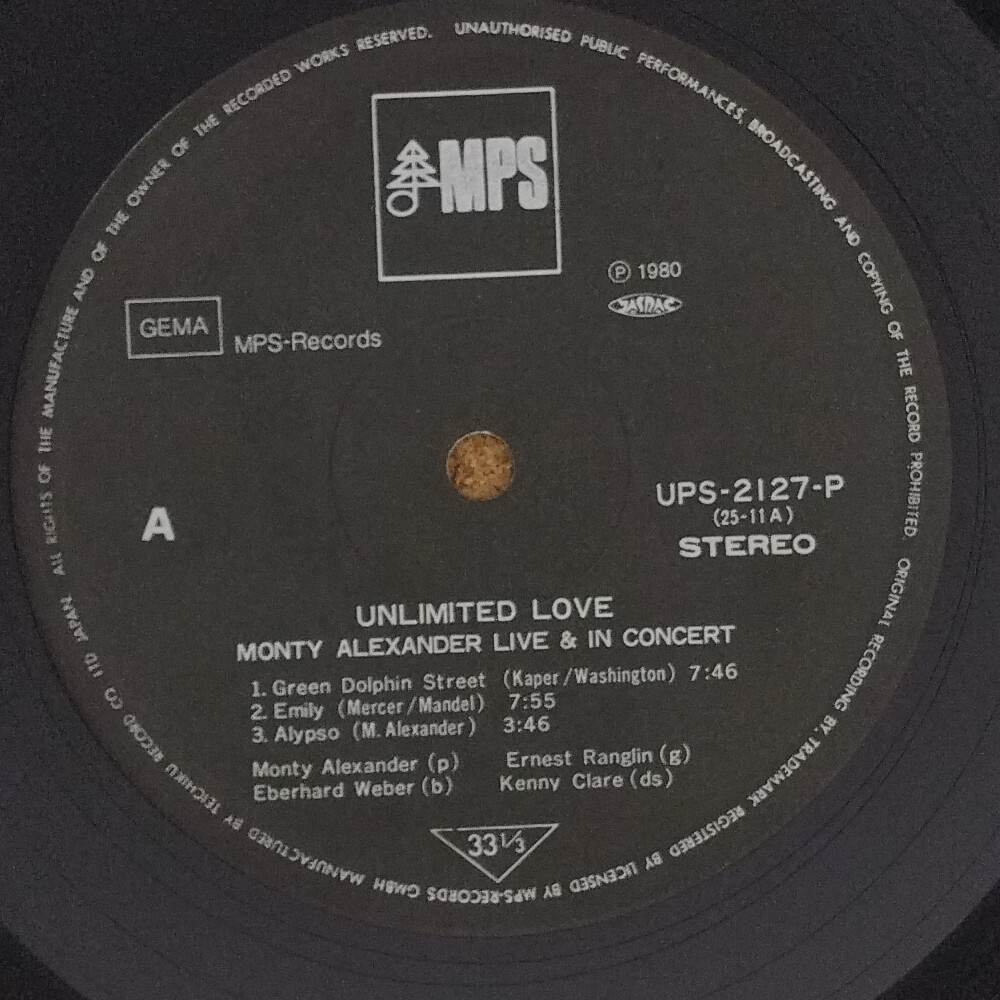 UNAUTHORISED PUBLIC PERFORMANCES, BROADCASTING AND COPYING OF THE RECORD PROHIBITED. ORIGINAL RECORDING BY. TRADEMARK REGISTERED BY LICENSED BY MPS-RECORDS GMBH MANUFACTURED BY TEICHIKU RECORD CO LTD JAPAN. ALL RIGHTS OF THE MANUFACTURE AND OF THE OWNER OF THE RECORDED WORKS RESERVED.
MPS
℗ 1980
JASRAC
GEMA
MPS-Records
UPS-2127-P
(25-11A)
STEREO
A
UNLIMITED LOVE
MONTY ALEXANDER LIVE & IN CONCERT
1. Green Dolphin Street (Kaper/Washington) 7:46
2. Emily (Mercer/Mandel) 7:55
3. Alypso (M. Alexander) 3:46
Monty Alexander (p) Ernest Ranglin (g)
Eberhard Weber (b) Kenny Clare (ds)
33⅓